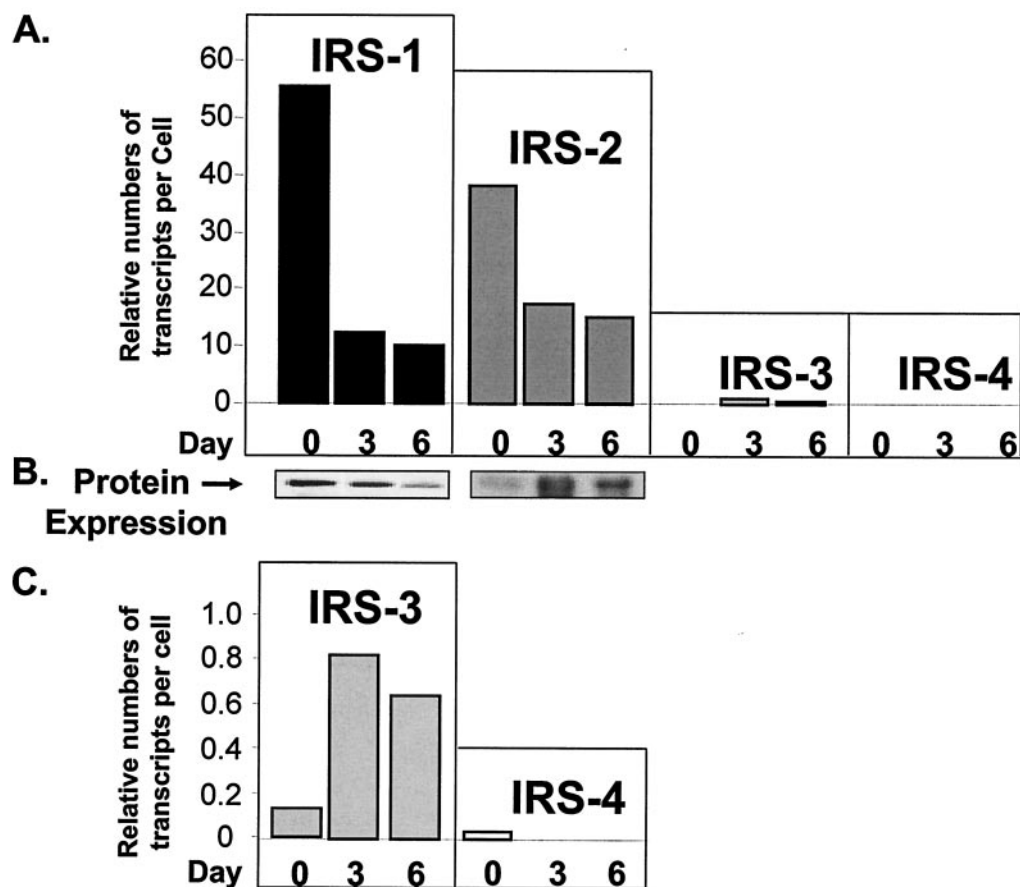 A.
Relative numbers of
transcripts per Cell
60
50
40
30
20
10
0
IRS-1
IRS-2
IRS-3
IRS-4
Day 0 3 6 0 3 6 0 3 6 0 3 6
B. Protein →
Expression
C.
Relative numbers of
transcripts per cell
1.0
0.8
0.6
0.4
0.2
0
IRS-3
IRS-4
Day 0 3 6 0 3 6